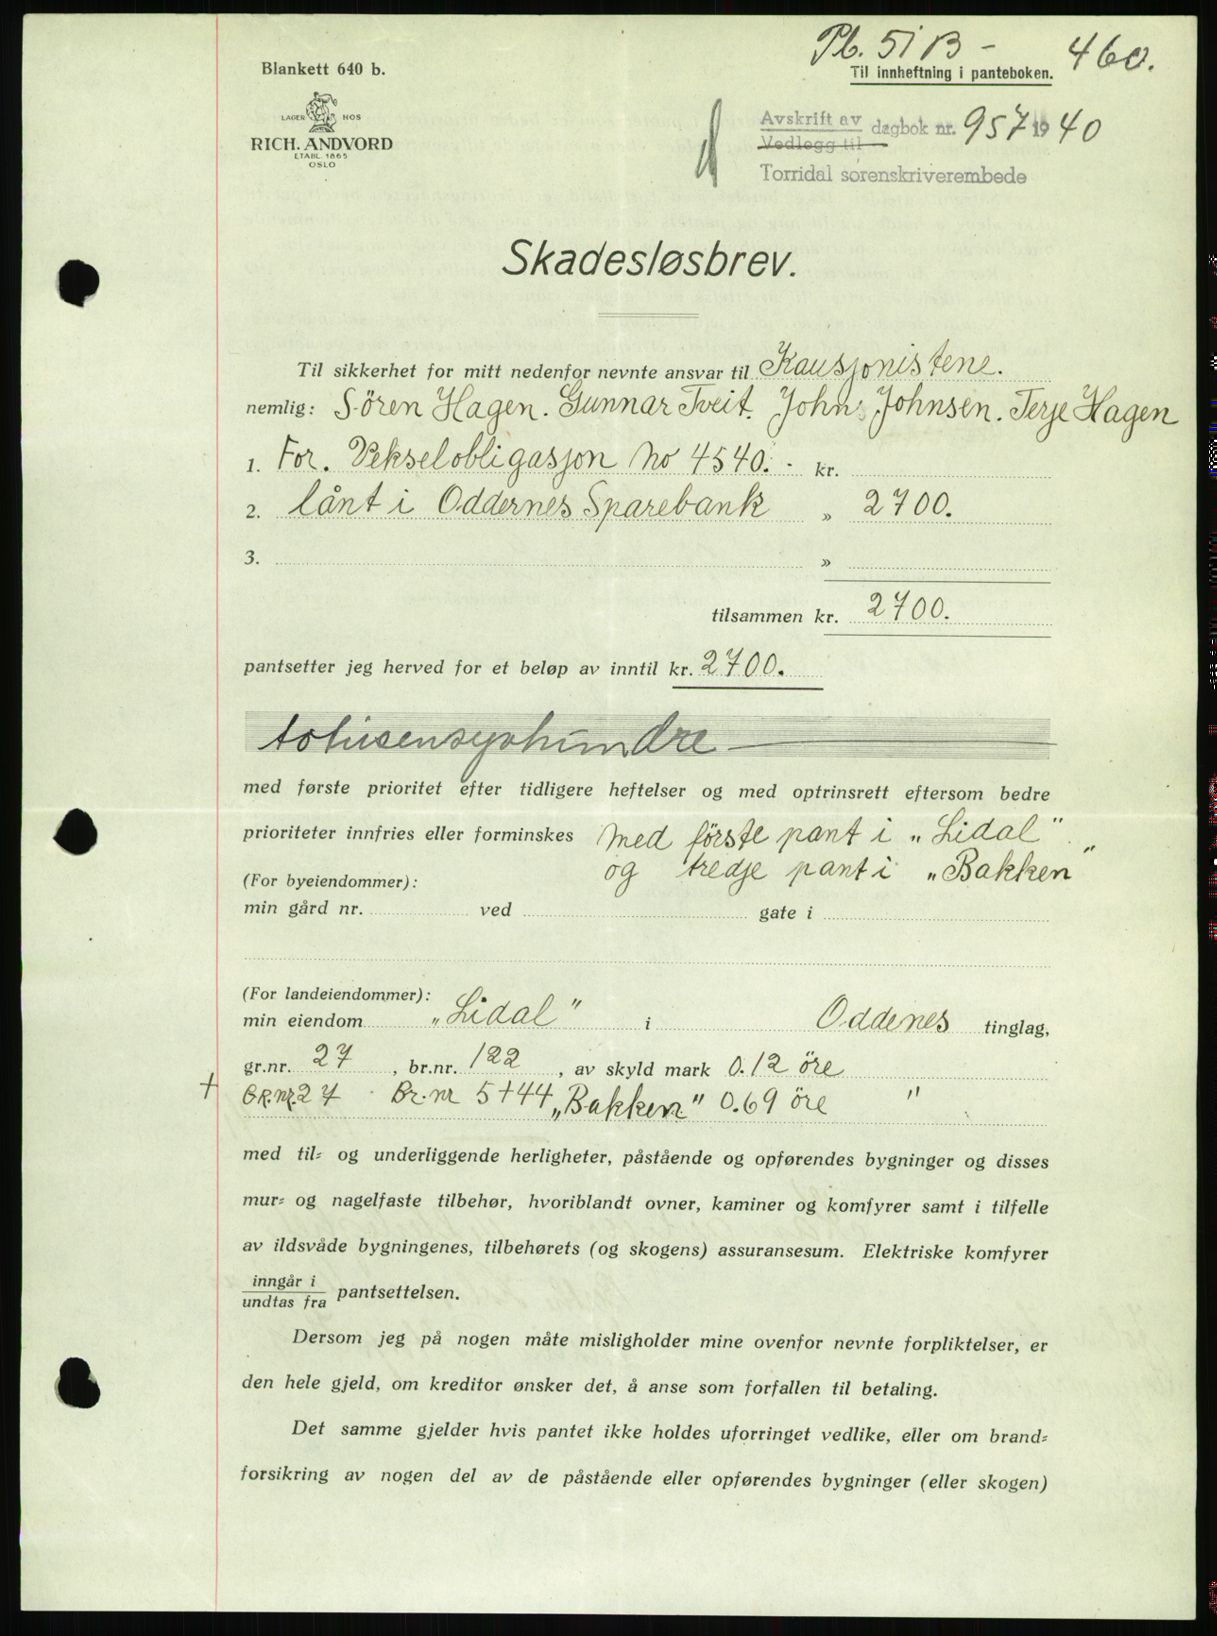 Pb. 51 B - 460.
Blankett 640 b.
Til innheftning i panteboken.
LAGER HOS
RICH. ANDVORD
ETABL. 1865
OSLO
Avskrift av
Vedlegg til
dagbok nr. 957 1940
Torridal sorenskriverembede
Skadesløsbrev.
Til sikkerhet for mitt nedenfor nevnte ansvar til Kausjonistene.
nemlig: Sören Hagen. Gunnar Tveit. John Johnsen. Terje Hagen
1. For. Vekselobligasjon No 4540. - kr.
2. lånt i Oddernes Sparebank „ 2700.
3. „
tilsammen kr. 2700.
pantsetter jeg herved for et beløp av inntil kr. 2700.
totusensyvhundre
med første prioritet efter tidligere heftelser og med optrinsrett eftersom bedre
prioriteter innfries eller forminskes med förste pant i „Lidal"
og tredje pant i „Bakken"
(For byeiendommer):
min gård nr. ved gate i
(For landeiendommer):
min eiendom „Lidal" i Oddenes tinglag,
gr.nr. 27, br.nr. 122, av skyld mark 0.12 öre
+ Gr.nr. 27 Br.nr 5+44 „Bakken" 0.69 öre "
med til- og underliggende herligheter, påstående og opførendes bygninger og disses
mur- og nagelfaste tilbehør, hvoriblandt ovner, kaminer og komfyrer samt i tilfelle
av ildsvåde bygningenes, tilbehørets (og skogens) assuransesum. Elektriske komfyrer
inngår i
undtas fra pantsettelsen.
Dersom jeg på nogen måte misligholder mine ovenfor nevnte forpliktelser, er
den hele gjeld, om kreditor ønsker det, å anse som forfallen til betaling.
Det samme gjelder hvis pantet ikke holdes uforringet vedlike, eller om brand-
forsikring av nogen del av de påstående eller opførendes bygninger (eller skogen)